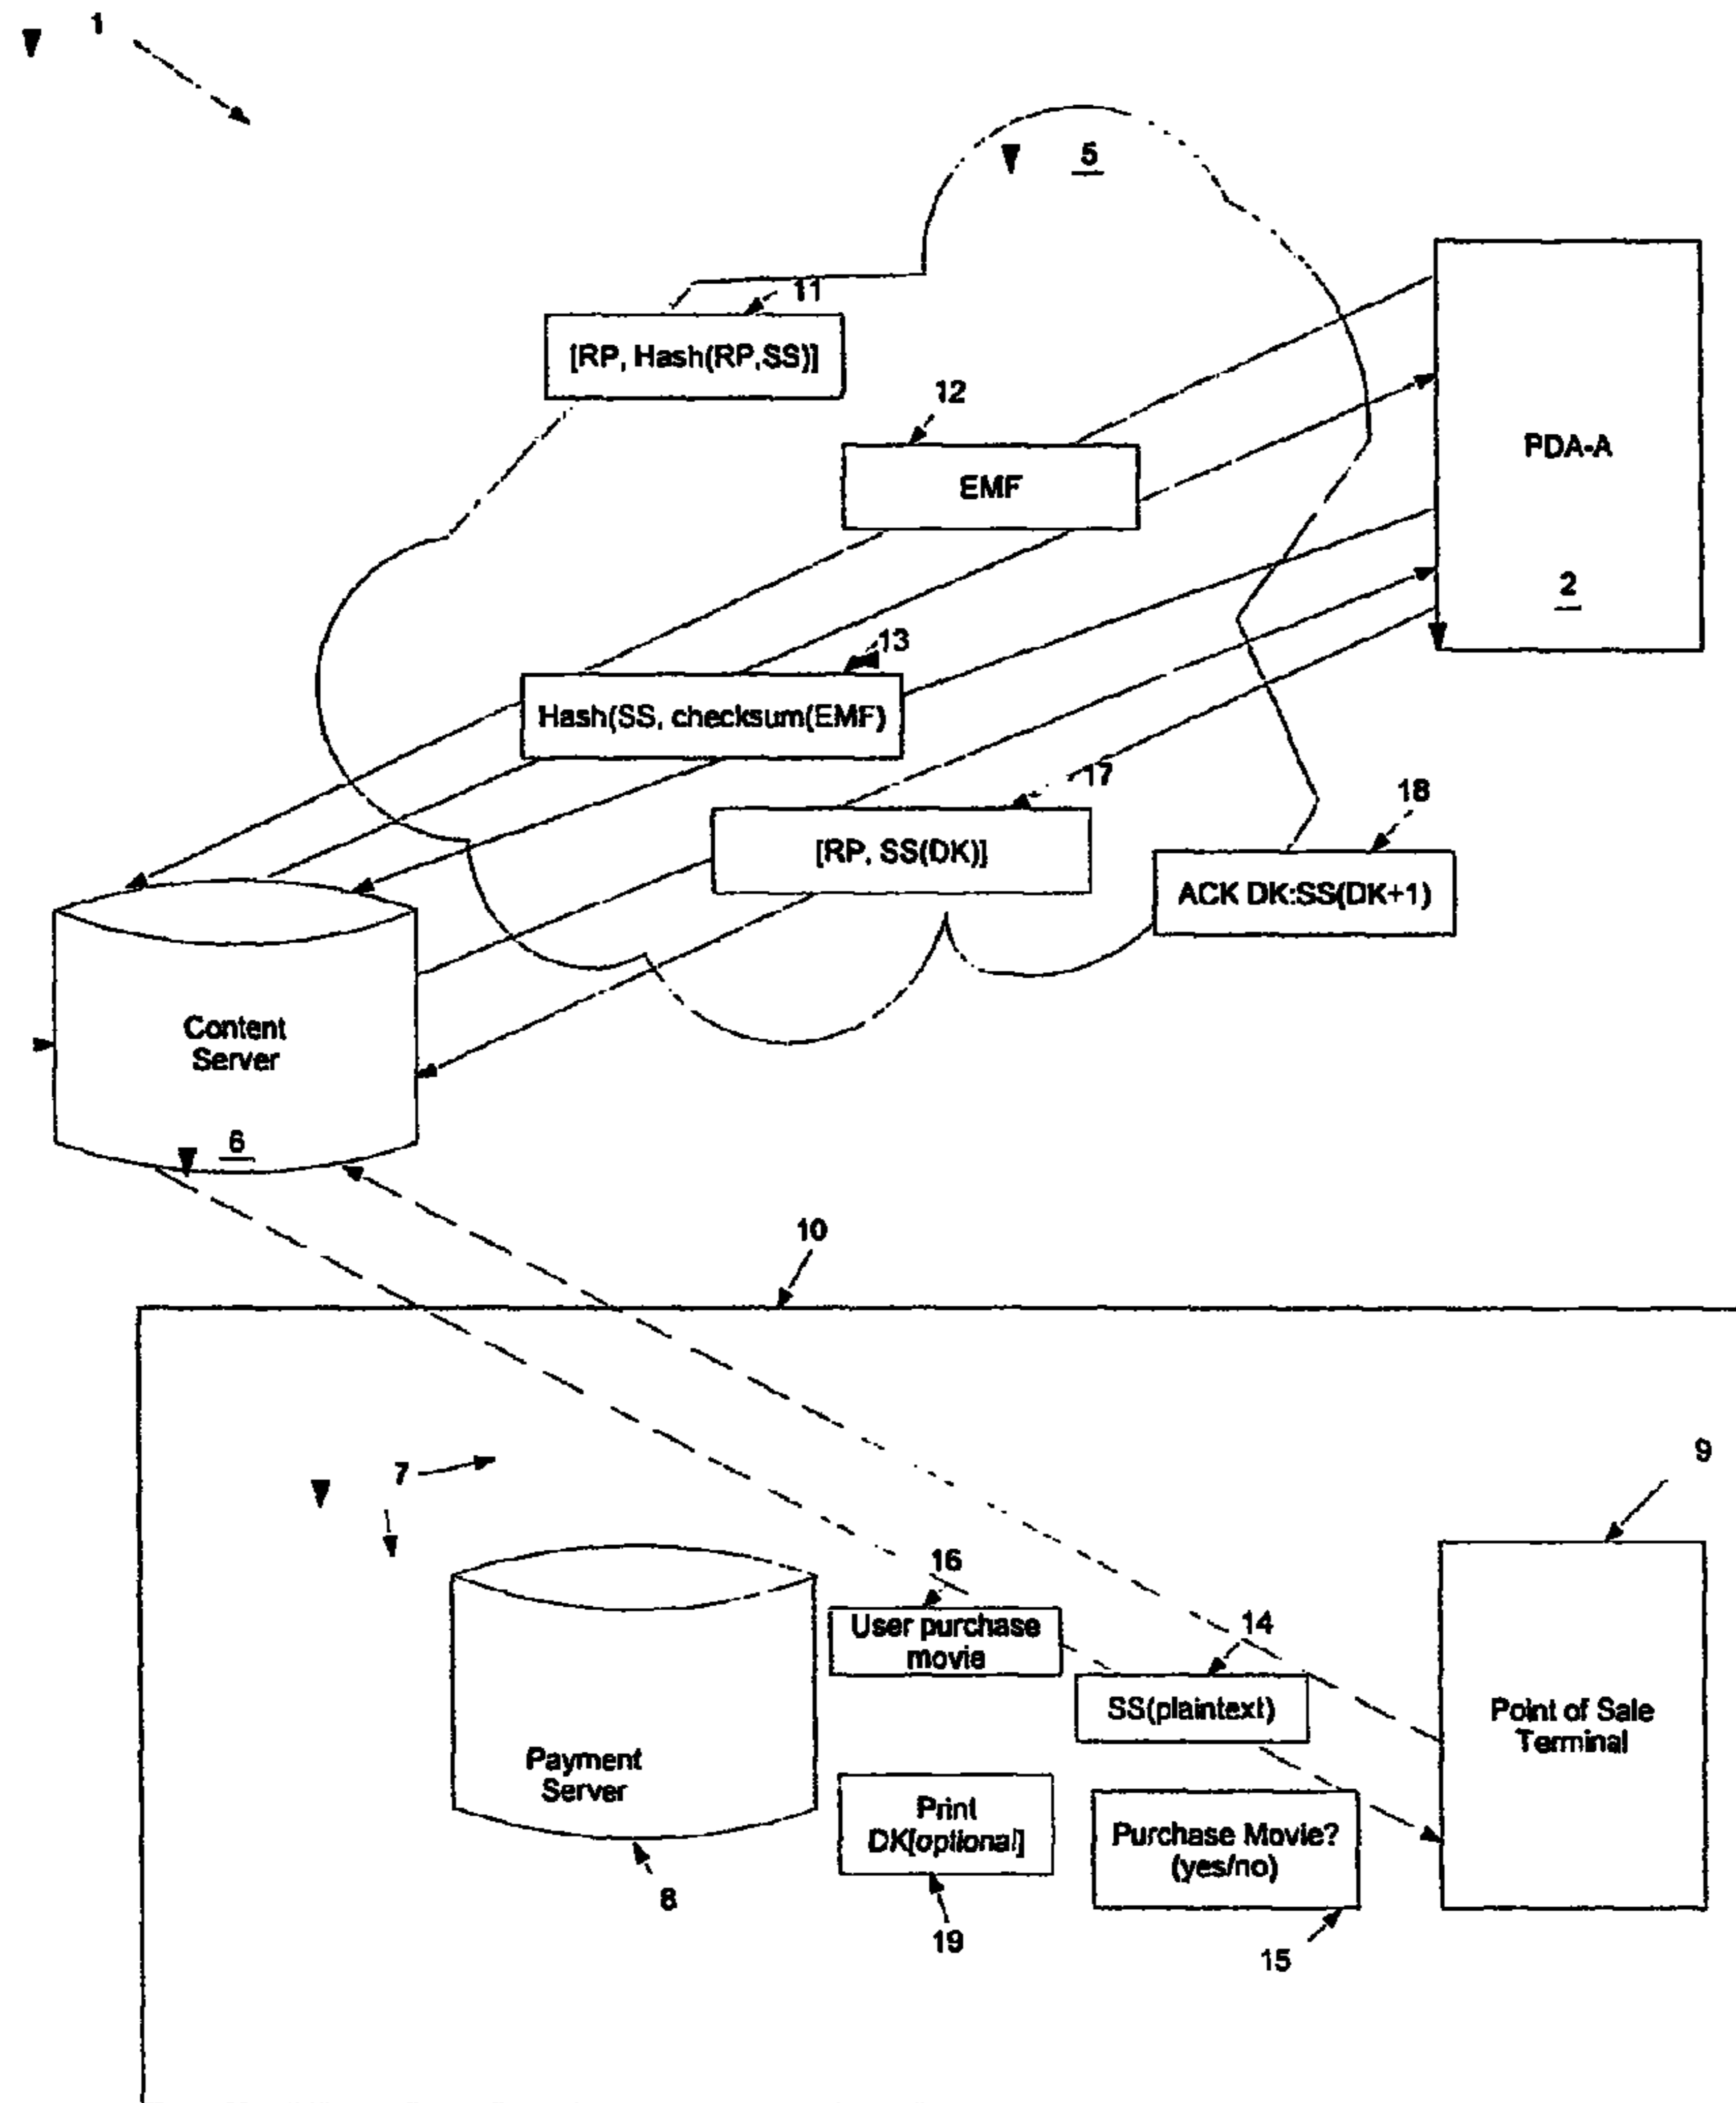 1
5
11
[RP, Hash(RP,SS)]
12
EMF
PDA-A
2
13
Hash(SS, checksum(EMF)
17
[RP, SS(DK)]
18
ACK DK:SS(DK+1)
Content
Server
6
10
7
9
16
User purchase
movie
14
SS(plaintext)
Point of Sale
Terminal
Payment
Server
Print
DK[optional]
Purchase Movie?
(yes/no)
8
19
15